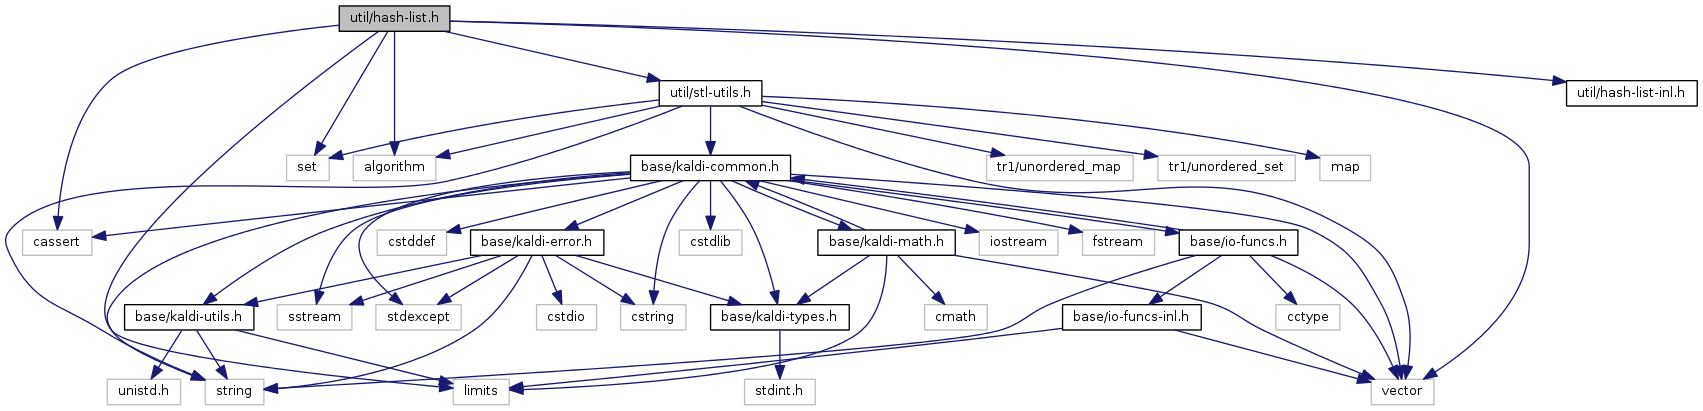 util/hash-list.h
util/stl-utils.h
util/hash-list-inl.h
set
algorithm
base/kaldi-common.h
tr1/unordered_map
tr1/unordered_set
map
cassert
cstddef
base/kaldi-error.h
cstdlib
base/kaldi-math.h
iostream
fstream
base/io-funcs.h
base/kaldi-utils.h
sstream
stdexcept
cstdio
cstring
base/kaldi-types.h
cmath
base/io-funcs-inl.h
cctype
unistd.h
string
limits
stdint.h
vector